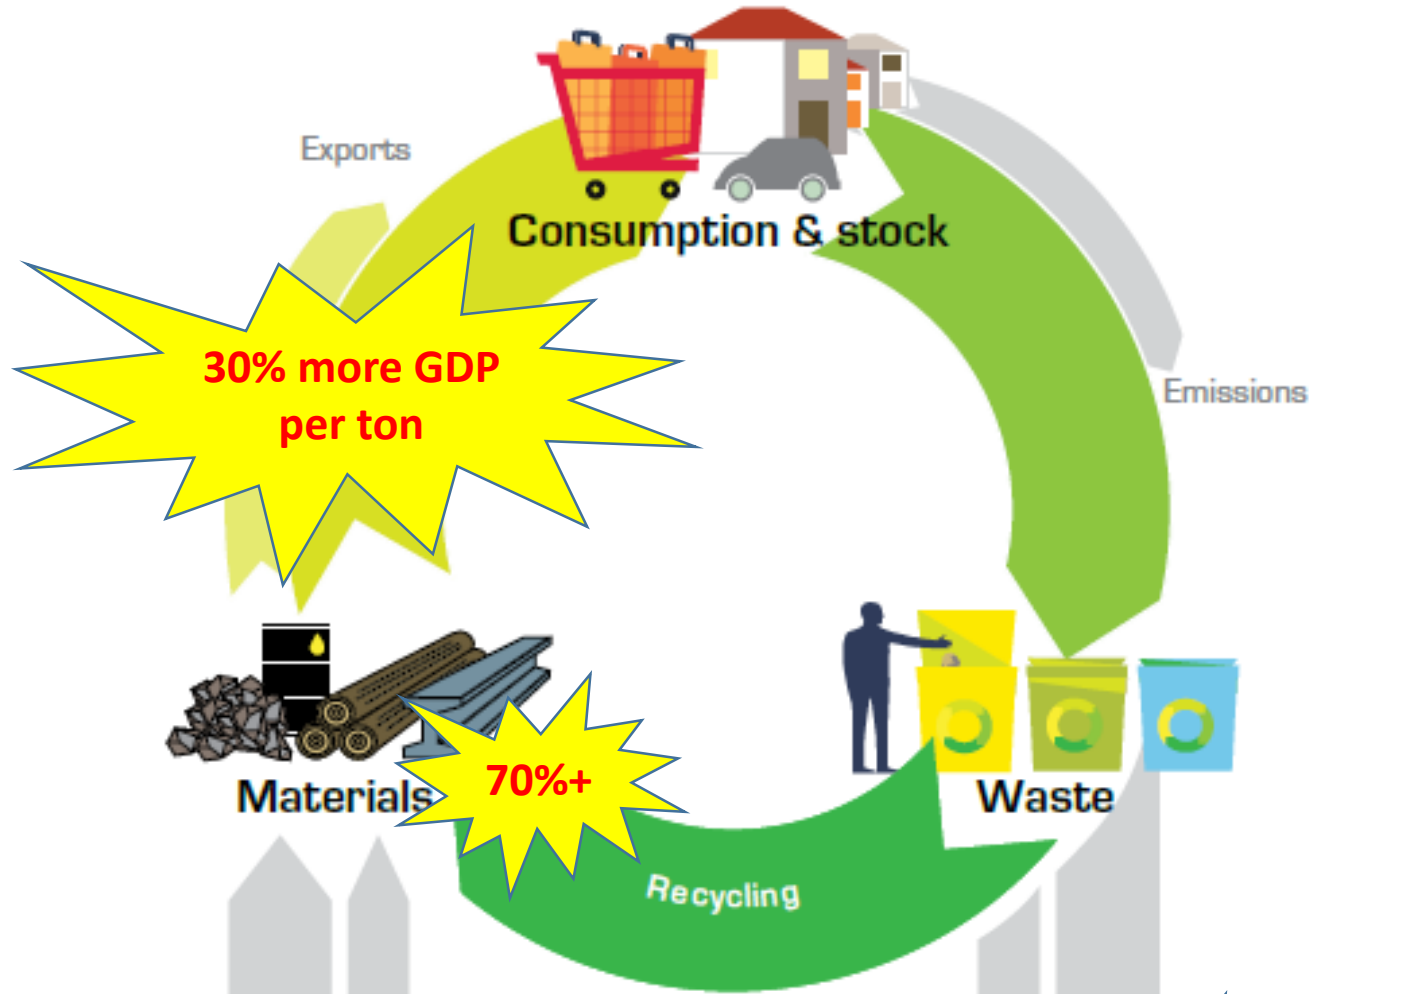 Exports
Consumption & stock
30% more GDP
per ton
Emissions
Materials
70%+
Waste
Recycling